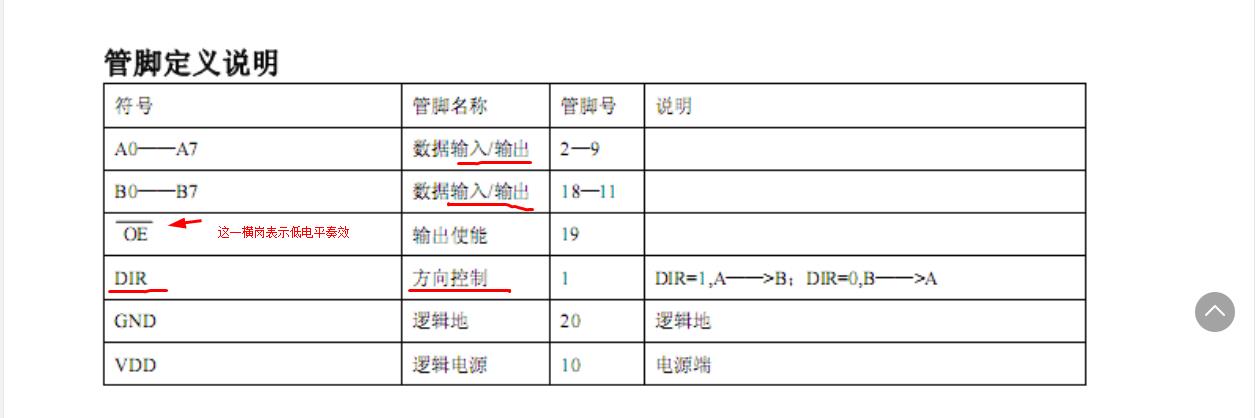 管脚定义说明
符号 管脚名称 管脚号 说明
A0——A7 数据输入/输出 2—9
B0——B7 数据输入/输出 18—11
OE 这一横岗表示低电平奏效 输出使能 19
DIR 方向控制 1 DIR=1,A——>B；DIR=0,B——>A
GND 逻辑地 20 逻辑地
VDD 逻辑电源 10 电源端